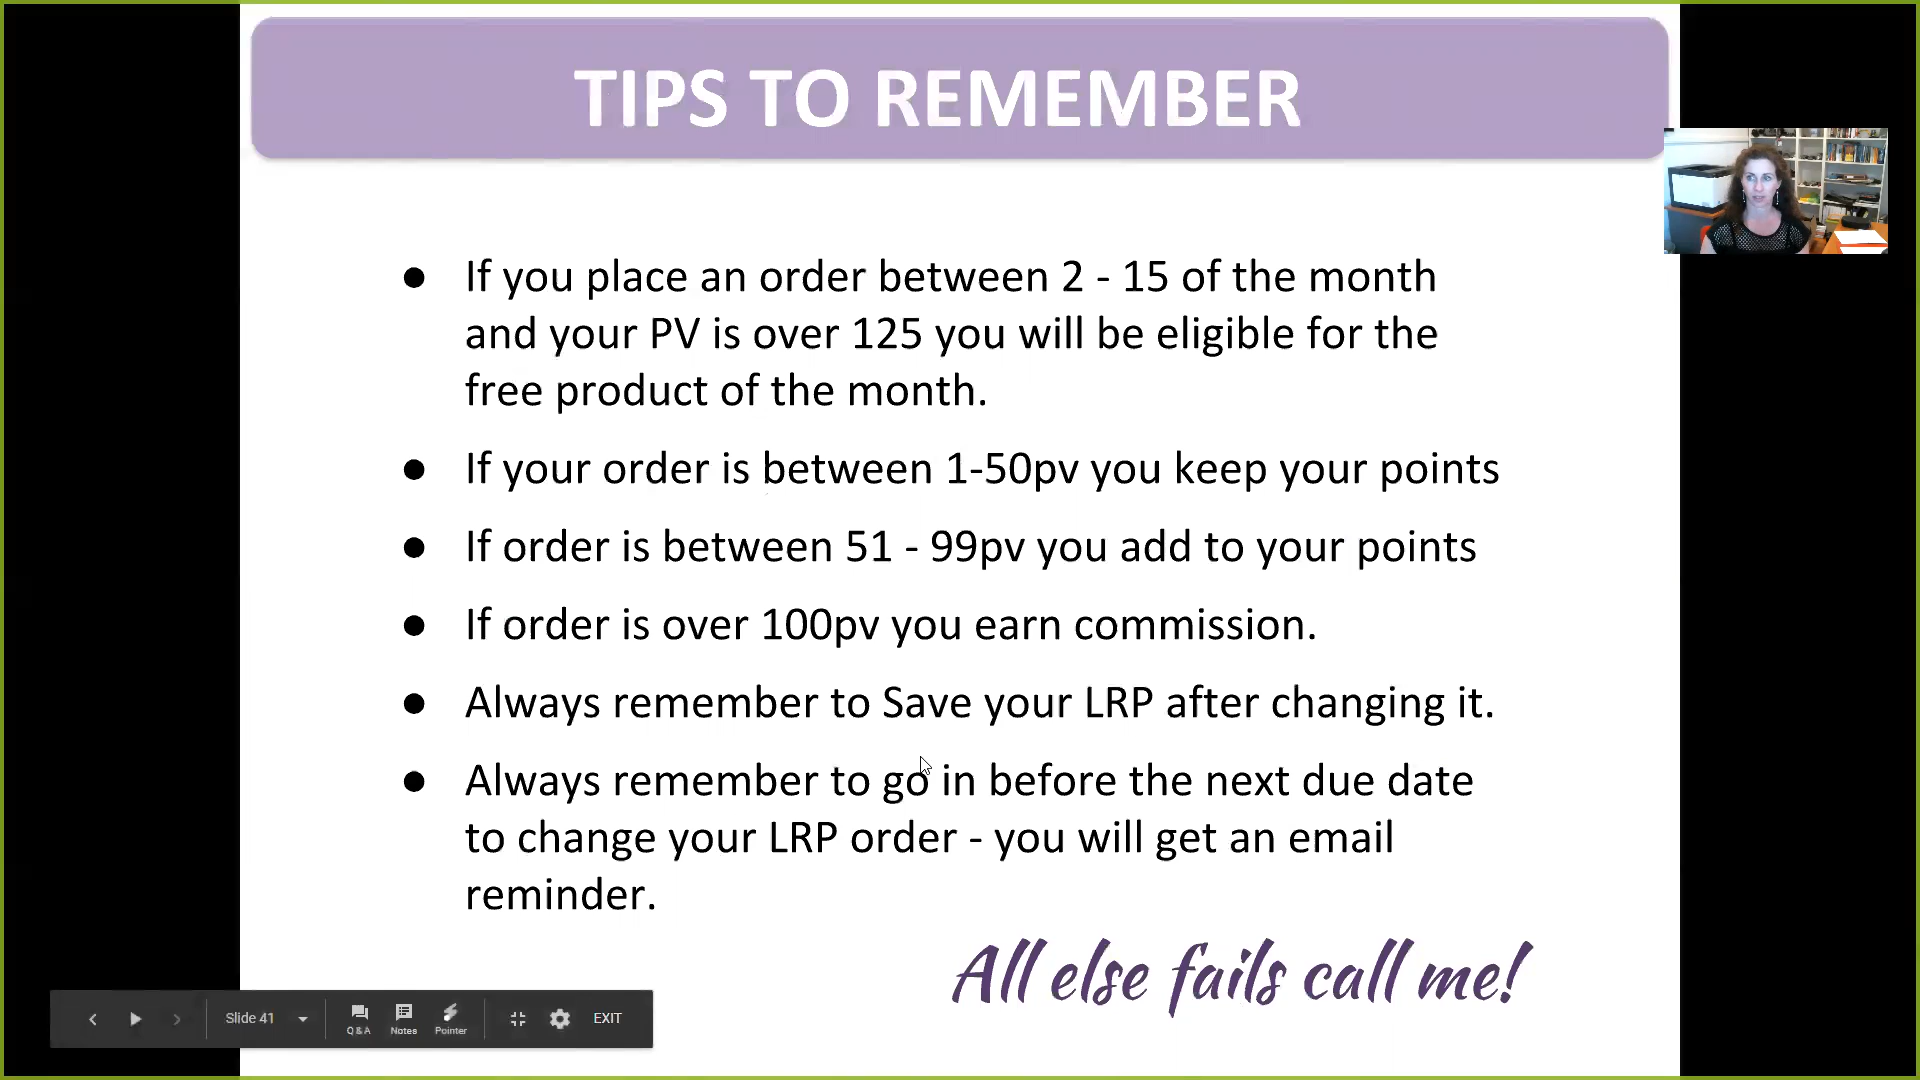 TIPS TO REMEMBER
● If you place an order between 2 - 15 of the month
and your PV is over 125 you will be eligible for the
free product of the month.
● If your order is between 1-50pv you keep your points
● If order is between 51 - 99pv you add to your points
● If order is over 100pv you earn commission.
● Always remember to Save your LRP after changing it.
● Always remember to go in before the next due date
to change your LRP order - you will get an email
reminder.
All else fails call me!
Slide 41
Q & A
Notes
Pointer
EXIT